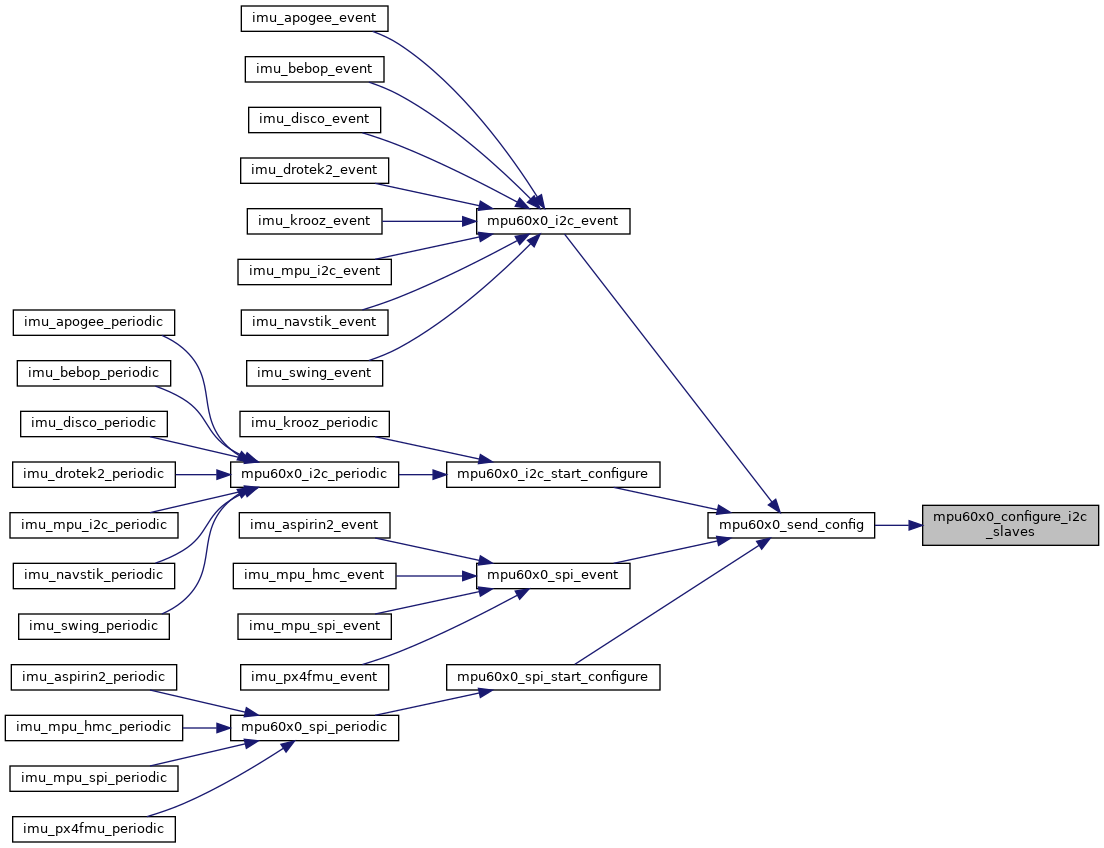 imu_apogee_event
imu_bebop_event
imu_disco_event
imu_drotek2_event
imu_krooz_event
mpu60x0_i2c_event
imu_mpu_i2c_event
imu_navstik_event
imu_apogee_periodic
imu_swing_event
imu_bebop_periodic
imu_disco_periodic
imu_krooz_periodic
imu_drotek2_periodic
mpu60x0_i2c_periodic
mpu60x0_i2c_start_configure
imu_mpu_i2c_periodic
imu_aspirin2_event
mpu60x0_send_config
mpu60x0_configure_i2c
_slaves
imu_navstik_periodic
imu_mpu_hmc_event
mpu60x0_spi_event
imu_swing_periodic
imu_mpu_spi_event
imu_aspirin2_periodic
imu_px4fmu_event
mpu60x0_spi_start_configure
imu_mpu_hmc_periodic
mpu60x0_spi_periodic
imu_mpu_spi_periodic
imu_px4fmu_periodic